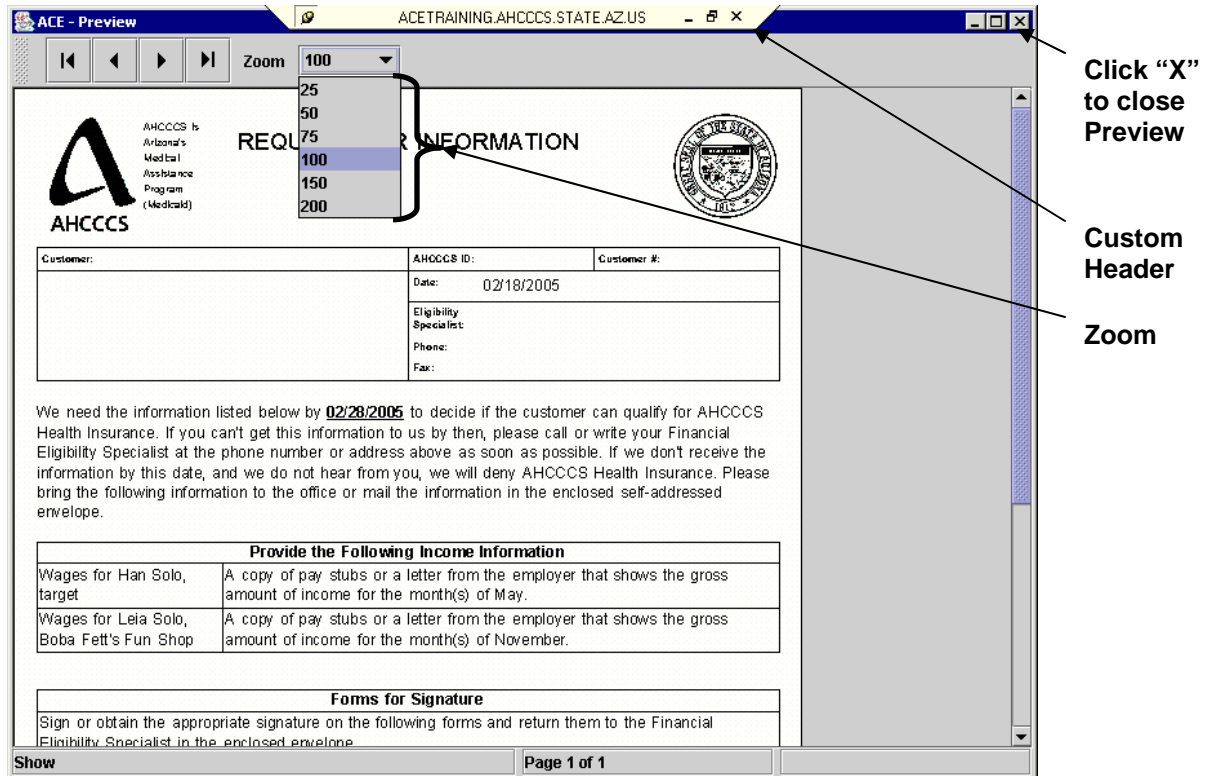 ACE - Preview
ACETRAINING.AHCCCS.STATE.AZ.US
Zoom 100
25
50
75
100
150
200
Click “X”
to close
Preview
Custom
Header
Zoom
AHCCCS is
Arizona's
Medical
Assistance
Program
(Medicaid)
AHCCCS
REQU R INFORMATION
1912
Customer:
AHCCCS ID:
Customer #:
Date: 02/18/2005
Eligibility
Specialist:
Phone:
Fax:
We need the information listed below by 02/28/2005 to decide if the customer can qualify for AHCCCS
Health Insurance. If you can't get this information to us by then, please call or write your Financial
Eligibility Specialist at the phone number or address above as soon as possible. If we don't receive the
information by this date, and we do not hear from you, we will deny AHCCCS Health Insurance. Please
bring the following information to the office or mail the information in the enclosed self-addressed
envelope.
Provide the Following Income Information
Wages for Han Solo,
target
A copy of pay stubs or a letter from the employer that shows the gross
amount of income for the month(s) of May.
Wages for Leia Solo,
Boba Fett's Fun Shop
A copy of pay stubs or a letter from the employer that shows the gross
amount of income for the month(s) of November.
Forms for Signature
Sign or obtain the appropriate signature on the following forms and return them to the Financial
Eligibility Specialist in the enclosed envelope
Show
Page 1 of 1